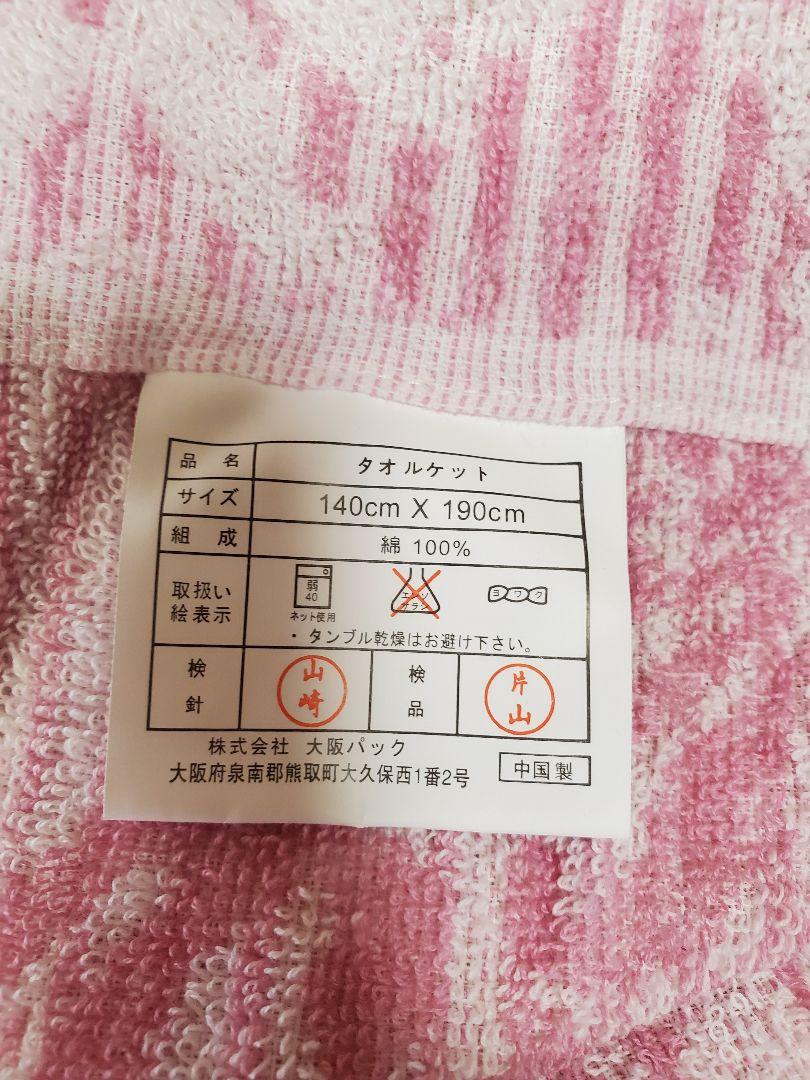 品名 タオルケット
サイズ 140cm X 190cm
組成 綿 100%
取扱い
絵表示
弱
40
ネット使用
エンソ
サラシ
ヨワク
・タンブル乾燥はお避け下さい。
検針 山崎 検品 片山
株式会社 大阪パック
大阪府泉南郡熊取町大久保西1番2号
中国製